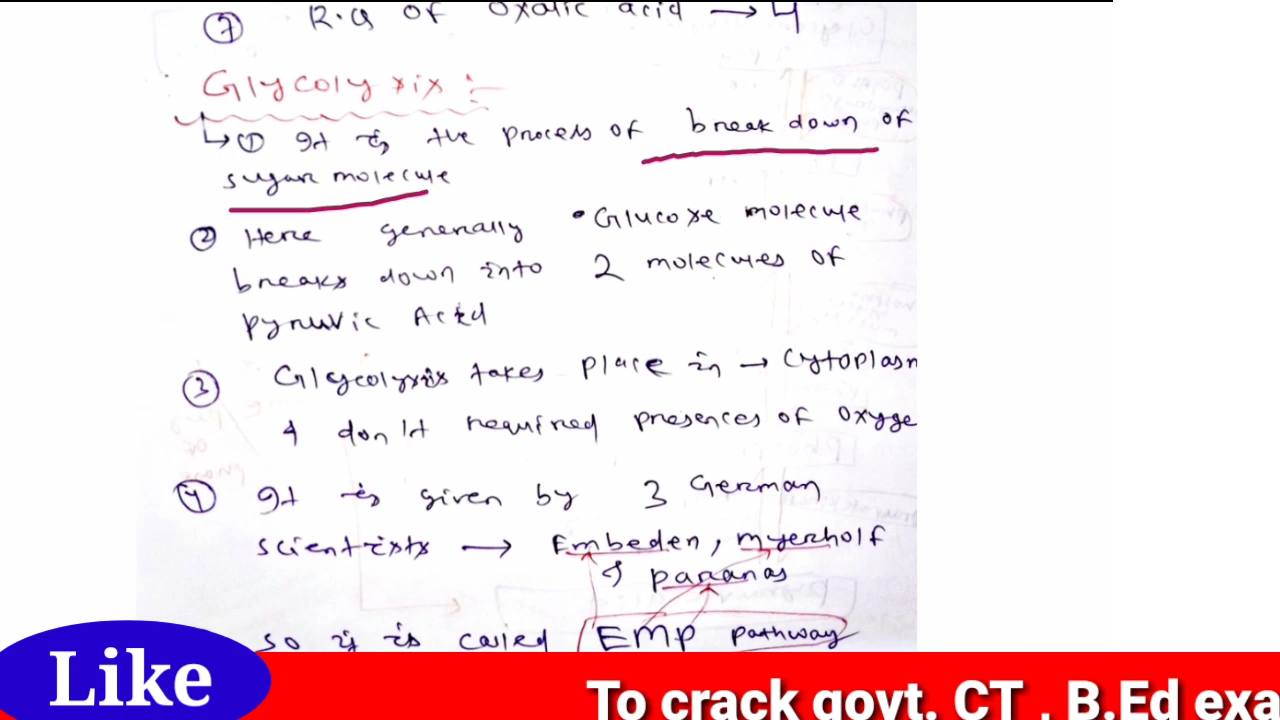 ⑦ R.Q of Oxalic acid → 4
Glycolysis :-
① It is the process of break down of
sugar molecule
② Here generally Glucose molecule
breaks down into 2 molecules of
pyruvic Acid
③ Glycolysis takes place in → Cytoplasm
& don't required presences of oxyge
④ It is given by 3 German
scientists → Embeden, myerholf
& pananas
so it is called EMP pathway
Like
To crack govt. CT , B.Ed exa